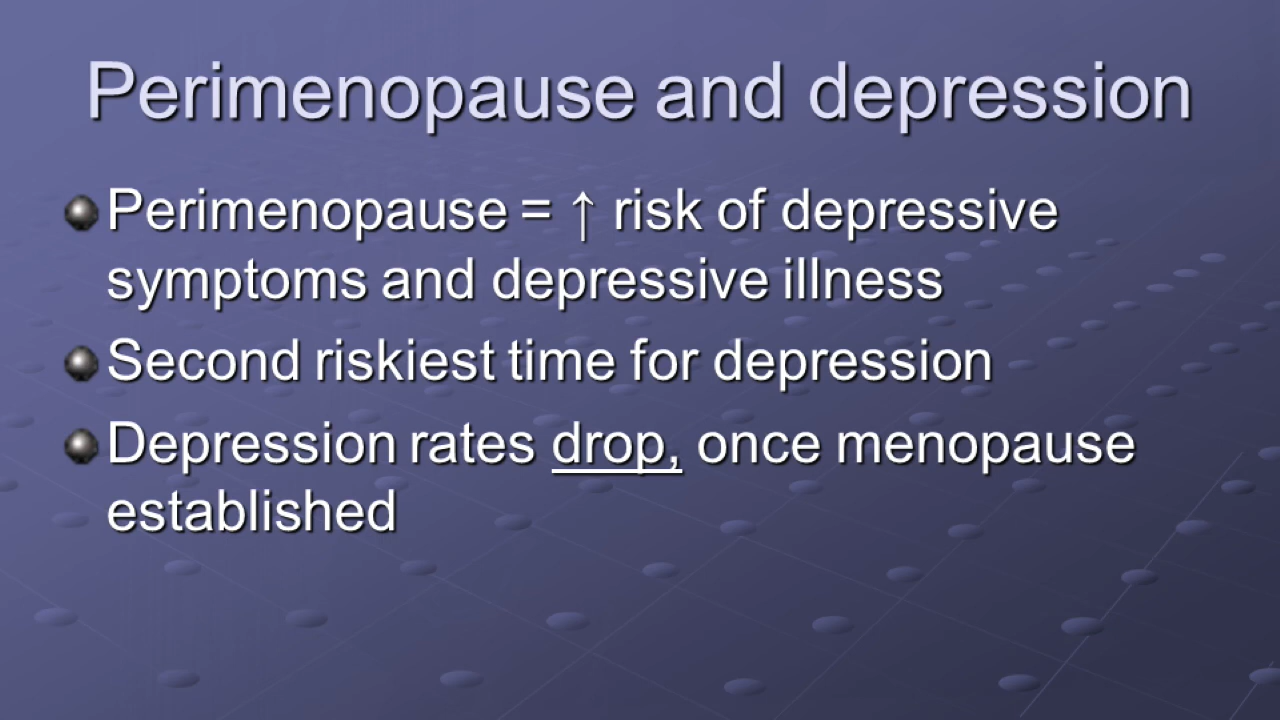 Perimenopause and depression
Perimenopause = ↑ risk of depressive
symptoms and depressive illness
Second riskiest time for depression
Depression rates drop, once menopause
established